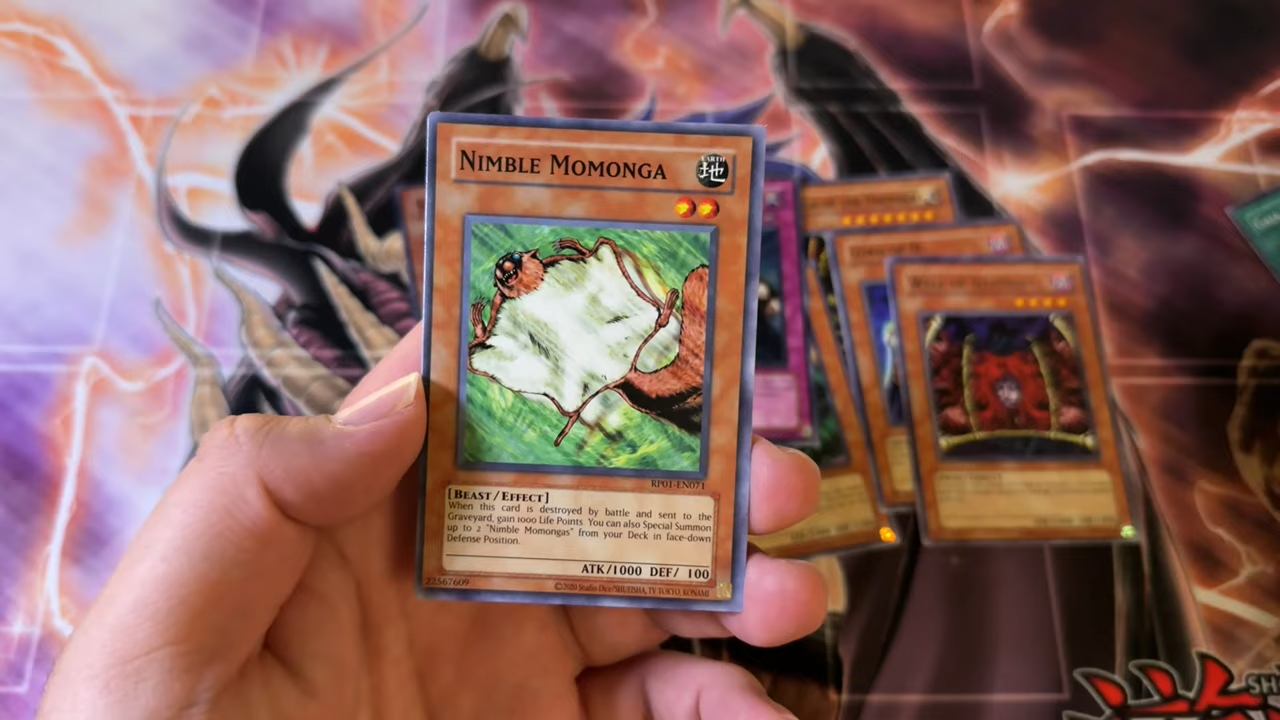 NIMBLE MOMONGA
EARTH
地
RP01-EN071
[BEAST/EFFECT]
When this card is destroyed by battle and sent to the
Graveyard, gain 1000 Life Points. You can also Special Summon
up to 2 "Nimble Momongas" from your Deck in face-down
Defense Position.
ATK/1000 DEF/ 100
22567609
©2020 Studio Dice/SHUEISHA, TV TOKYO, KONAMI
SH